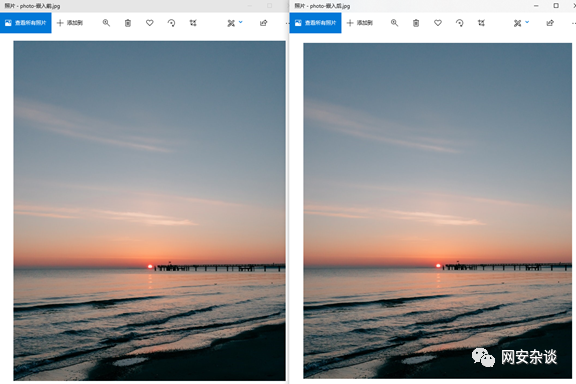 照片 - photo-嵌入前.jpg
查看所有照片
添加到
照片 - photo-嵌入后.jpg
查看所有照片
添加到
网安杂谈